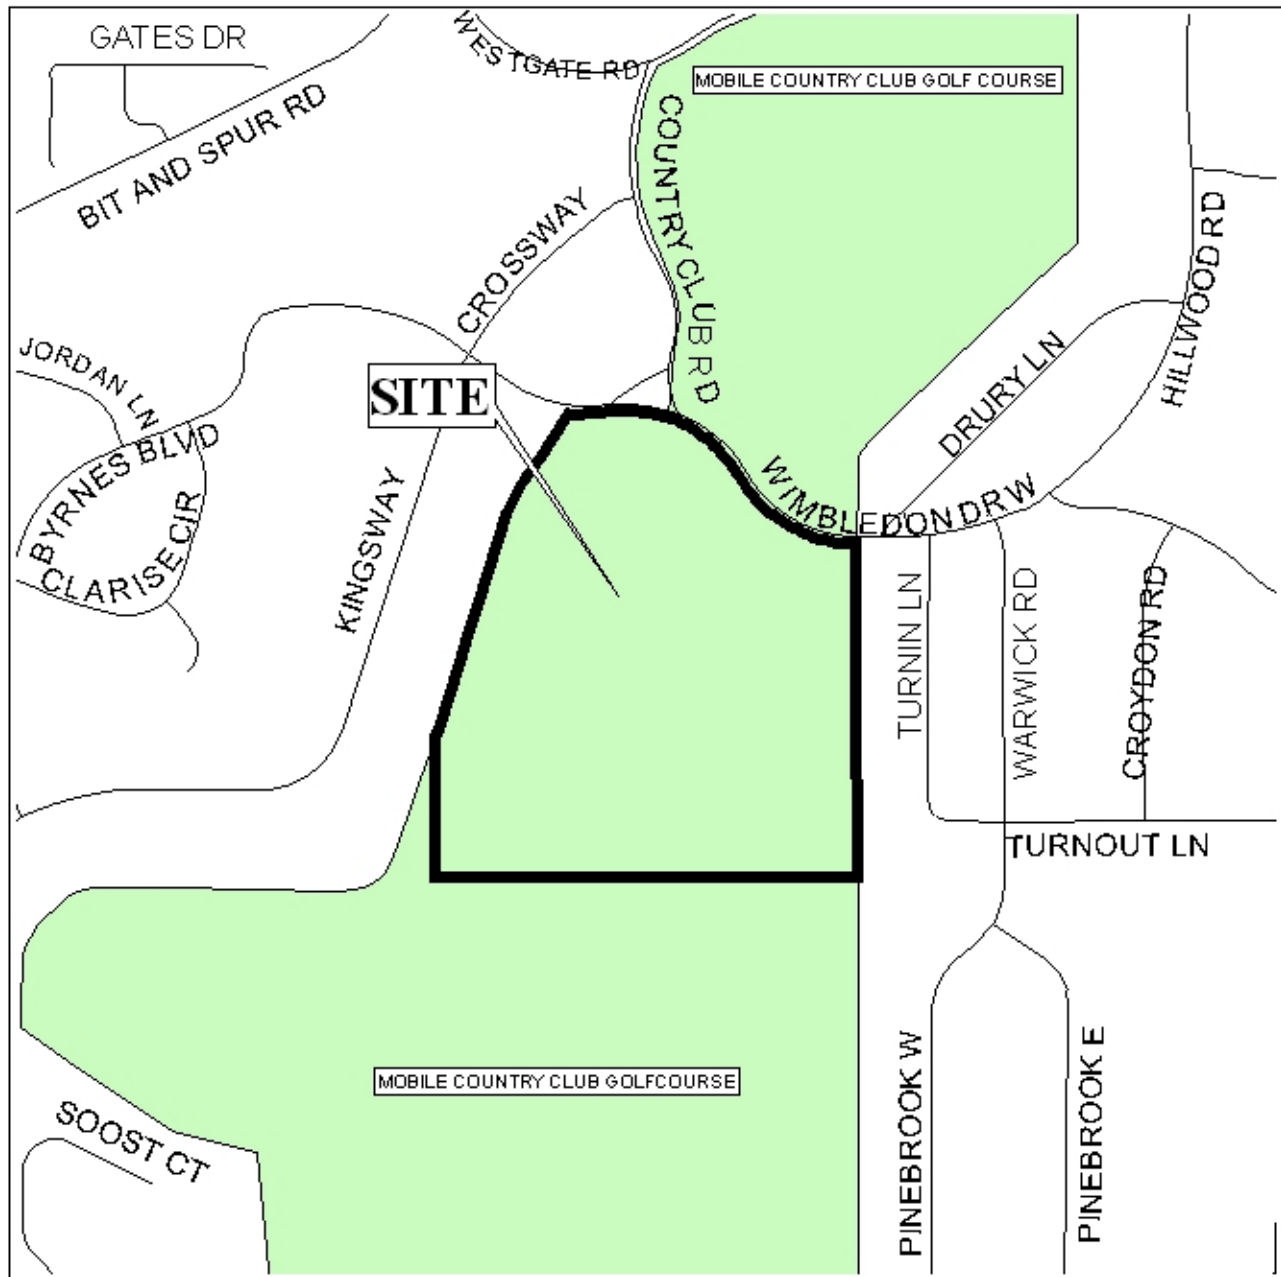 GATES DR
WESTGATE RD
MOBILE COUNTRY CLUB GOLF COURSE
BIT AND SPUR RD
COUNTRY CLUB RD
CROSSWAY
HILLWOOD RD
JORDAN LN
DRURY LN
SITE
BYRNES BLVD
WIMBLEDON DR W
KINGSWAY
CLARISE CIR
TURNIN LN
WARWICK RD
CROYDON RD
TURNOUT LN
MOBILE COUNTRY CLUB GOLFCOURSE
SOOST CT
PINEBROOK W
PINEBROOK E